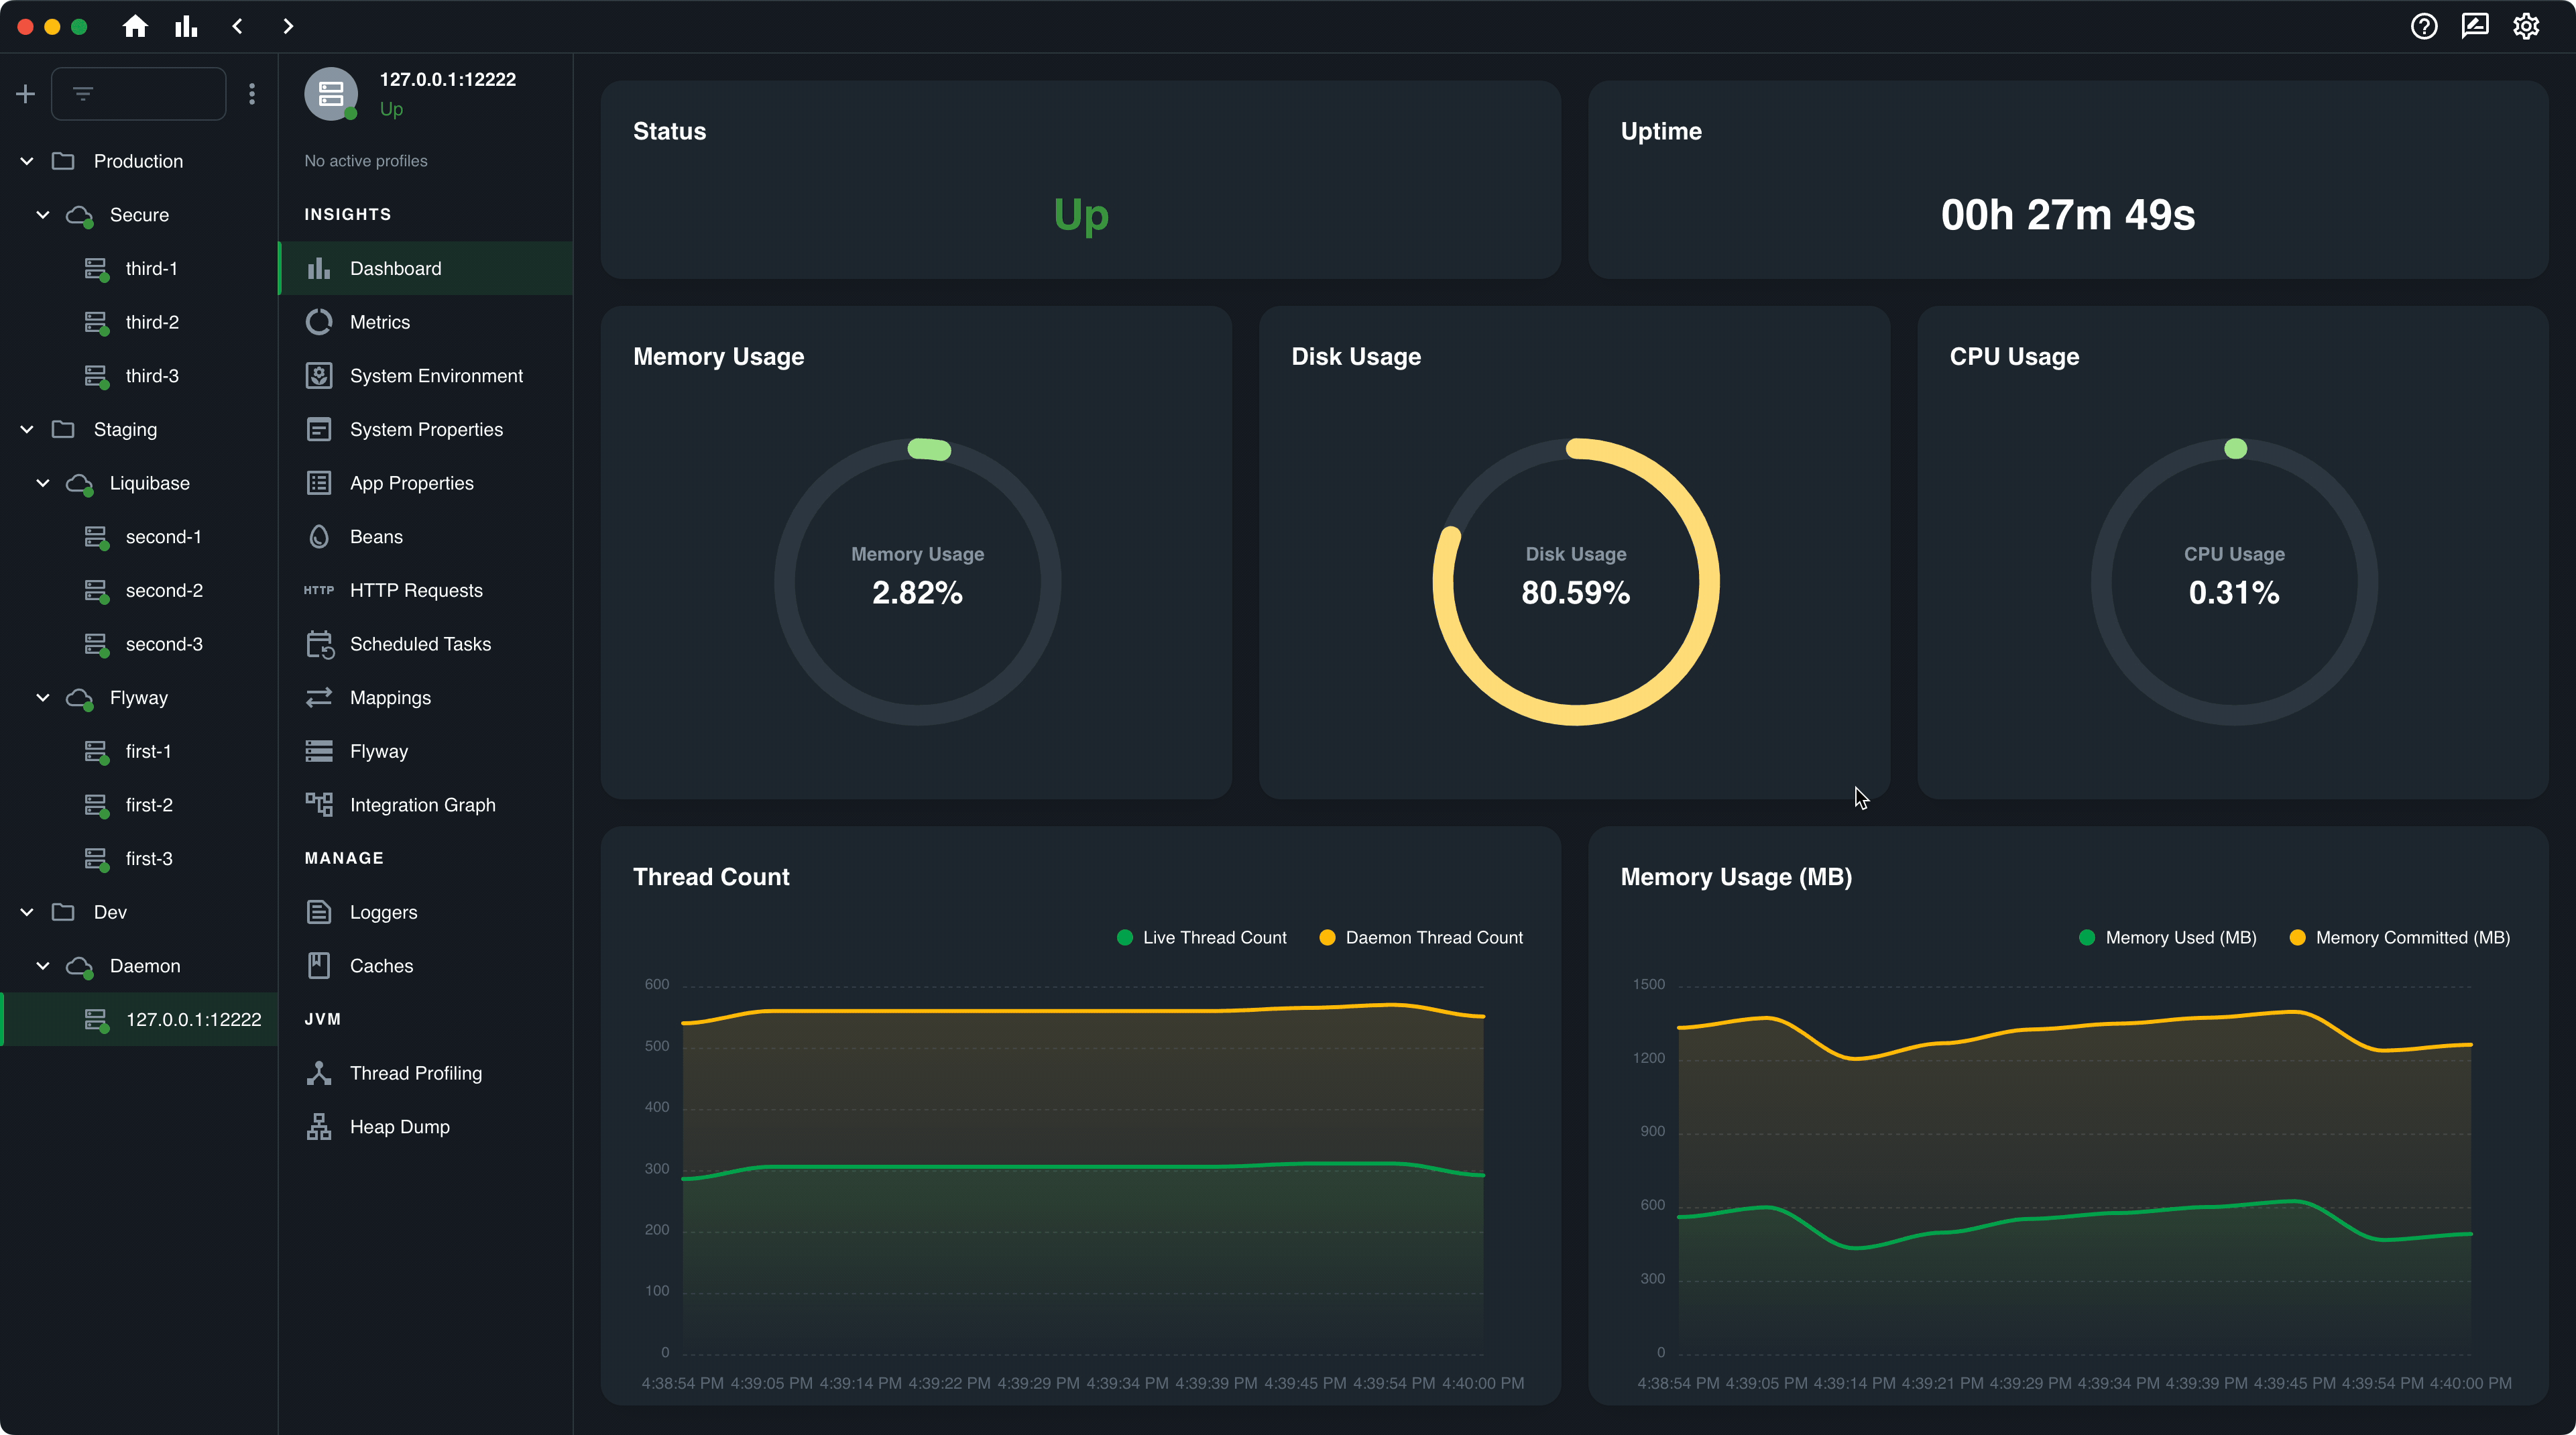 Production
Secure
third-1
third-2
third-3
Staging
Liquibase
second-1
second-2
second-3
Flyway
first-1
first-2
first-3
Dev
Daemon
127.0.0.1:12222
127.0.0.1:12222
Up
No active profiles
INSIGHTS
Dashboard
Metrics
System Environment
System Properties
App Properties
Beans
HTTP HTTP Requests
Scheduled Tasks
Mappings
Flyway
Integration Graph
MANAGE
Loggers
Caches
JVM
Thread Profiling
Heap Dump
Status
Up
Uptime
00h 27m 49s
Memory Usage
Memory Usage
2.82%
Disk Usage
Disk Usage
80.59%
CPU Usage
CPU Usage
0.31%
Thread Count
Live Thread Count Daemon Thread Count
600
500
400
300
200
100
0
4:38:54 PM 4:39:05 PM 4:39:14 PM 4:39:22 PM 4:39:29 PM 4:39:34 PM 4:39:39 PM 4:39:45 PM 4:39:54 PM 4:40:00 PM
Memory Usage (MB)
Memory Used (MB) Memory Committed (MB)
1500
1200
900
600
300
0
4:38:54 PM 4:39:05 PM 4:39:14 PM 4:39:21 PM 4:39:29 PM 4:39:34 PM 4:39:39 PM 4:39:45 PM 4:39:54 PM 4:40:00 PM